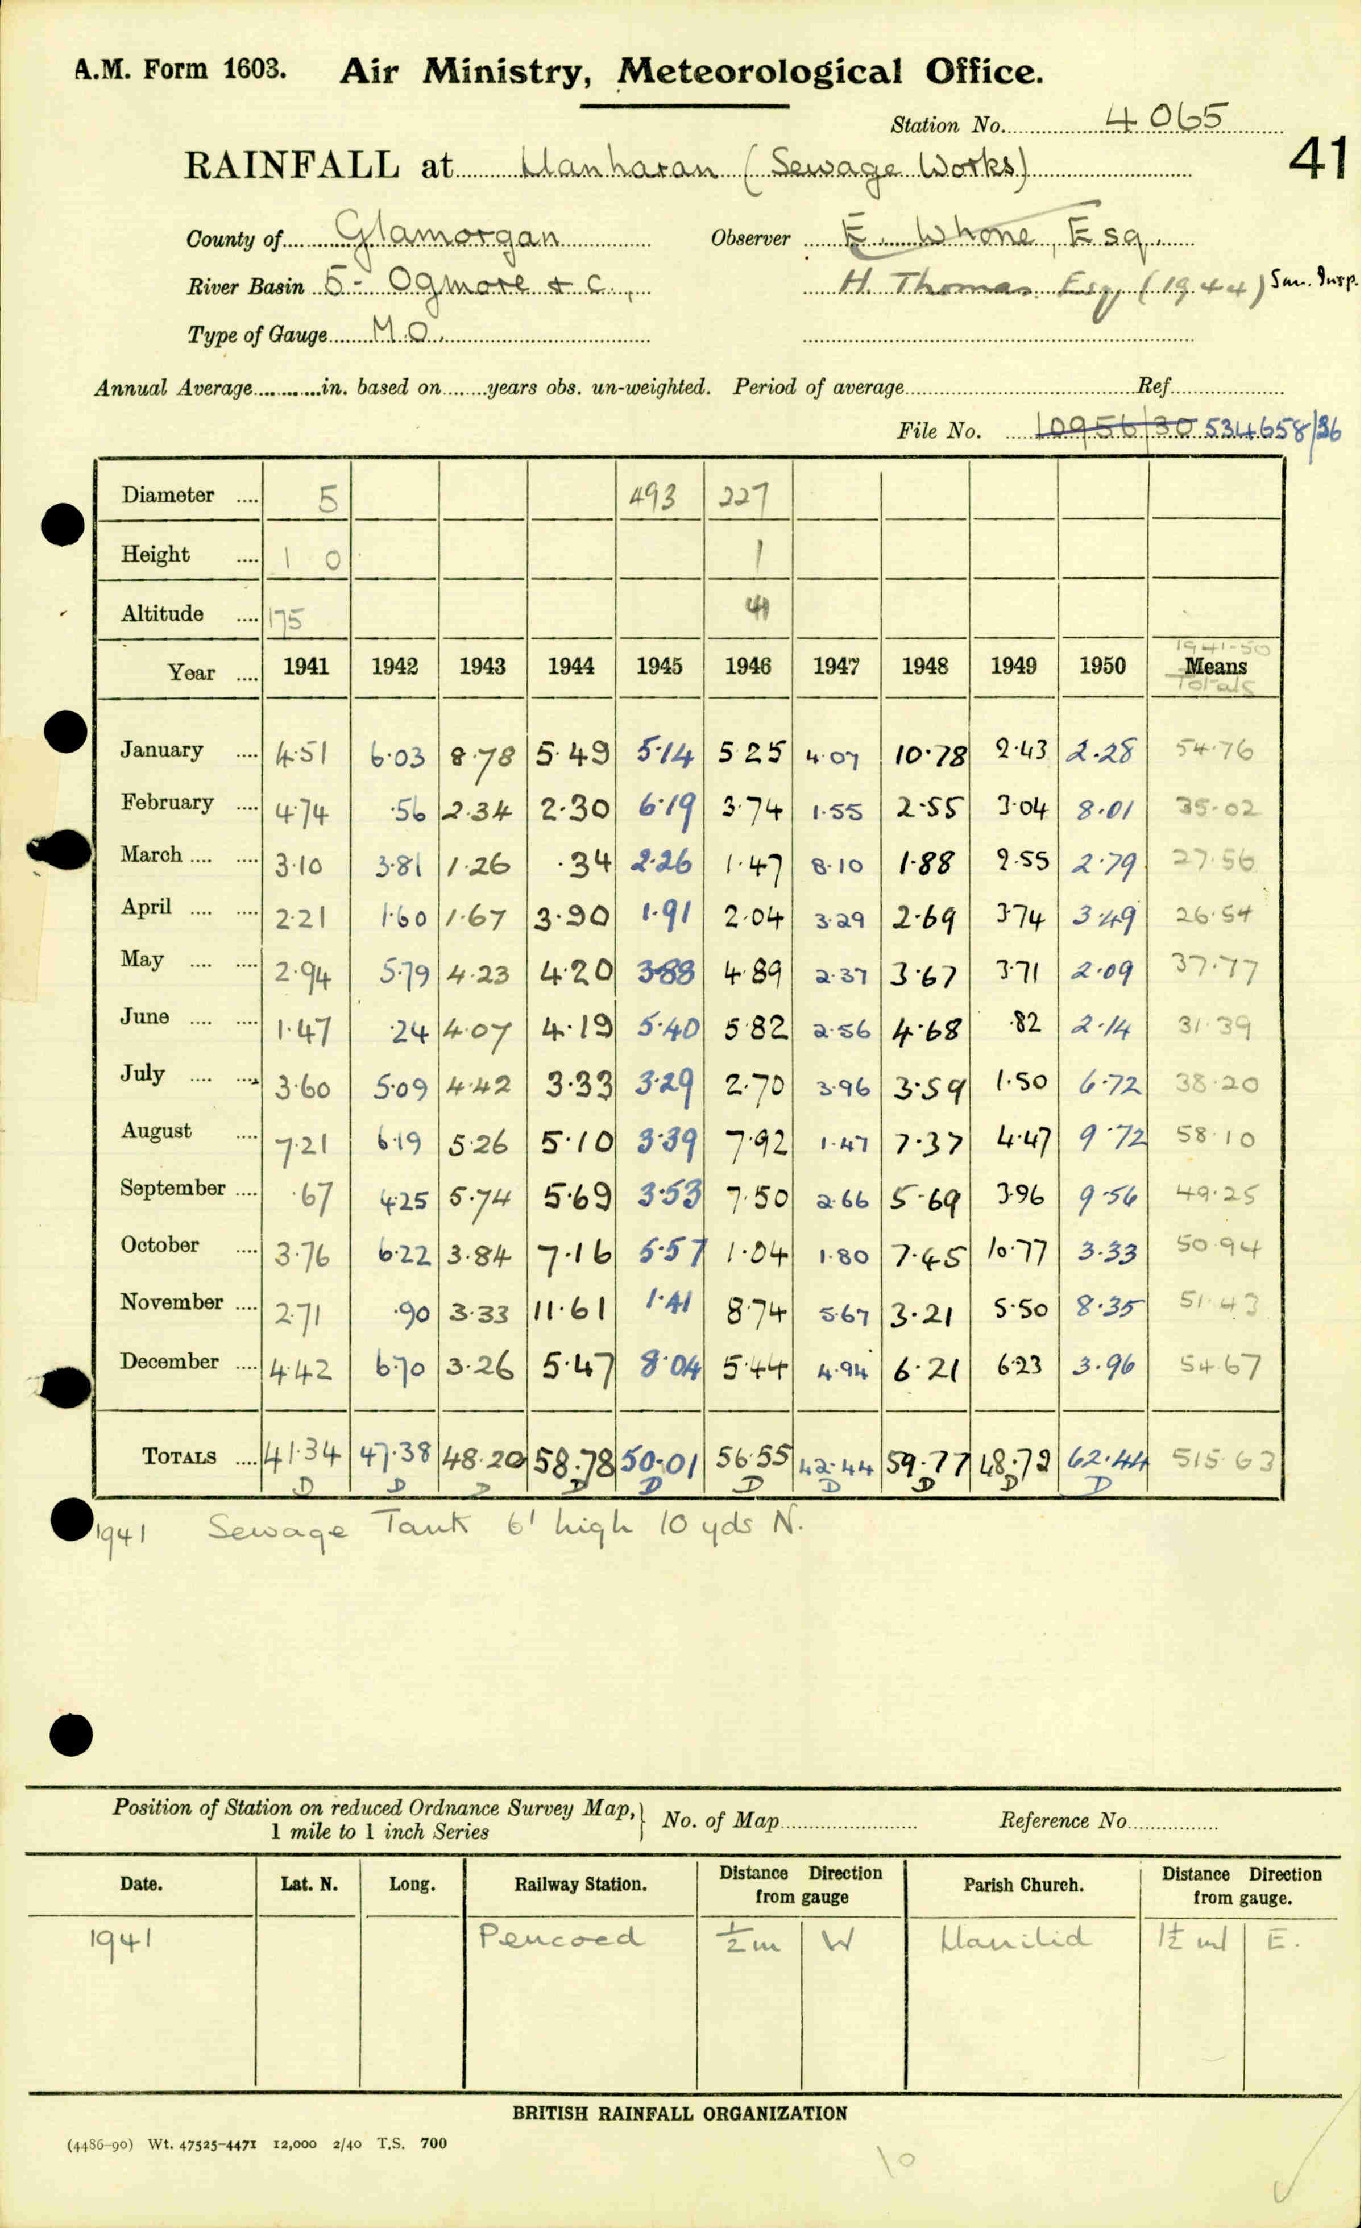 A.M. Form 1603. Air Ministry, Meteorological Office.
Station No. 4065
41
RAINFALL at Llanharan (Sewage Works)
County of Glamorgan Observer E. Whone, Esq.
River Basin 5- Ogmore & c., H. Thomas Esq (1944) San. Insp.
Type of Gauge M.O.
Annual Average in. based on years obs. un-weighted. Period of average Ref
File No. 10956/30 534658/36
Diameter 5 493 227
Height 1 0 1
Altitude 175 41
1941-50
Year 1941 1942 1943 1944 1945 1946 1947 1948 1949 1950 Means
Totals
January 4.51 6.03 8.78 5.49 5.14 5.25 4.07 10.78 2.43 2.28 54.76
February 4.74 .56 2.34 2.30 6.19 3.74 1.55 2.55 3.04 8.01 35.02
March 3.10 3.81 1.26 .34 2.26 1.47 8.10 1.88 2.55 2.79 27.56
April 2.21 1.60 1.67 3.90 1.91 2.04 3.29 2.69 3.74 3.49 26.54
May 2.94 5.79 4.23 4.20 3.88 4.89 2.37 3.67 3.71 2.09 37.77
June 1.47 .24 4.07 4.19 5.40 5.82 2.56 4.68 .82 2.14 31.39
July 3.60 5.09 4.42 3.33 3.29 2.70 3.96 3.59 1.50 6.72 38.20
August 7.21 6.19 5.26 5.10 3.39 7.92 1.47 7.37 4.47 9.72 58.10
September .67 4.25 5.74 5.69 3.53 7.50 2.66 5.69 3.96 9.56 49.25
October 3.76 6.22 3.84 7.16 5.57 1.04 1.80 7.45 10.77 3.33 50.94
November 2.71 .90 3.33 11.61 1.41 8.74 5.67 3.21 5.50 8.35 51.43
December 4.42 6.70 3.26 5.47 8.04 5.44 4.94 6.21 6.23 3.96 54.67
TOTALS 41.34 47.38 48.20 58.78 50.01 56.55 42.44 59.77 48.72 62.44 515.63
D D D D D D D D D D
1941 Sewage Tank 6' high 10 yds N.
Position of Station on reduced Ordnance Survey Map, No. of Map Reference No
1 mile to 1 inch Series
Date. Lat. N. Long. Railway Station. Distance from gauge Direction Parish Church. Distance Direction from gauge.
1941 Pencoed ½ m W Llanilid 1½ ml E.
BRITISH RAINFALL ORGANIZATION
(4486-90) Wt. 47525-4471 12,000 2/40 T.S. 700
10